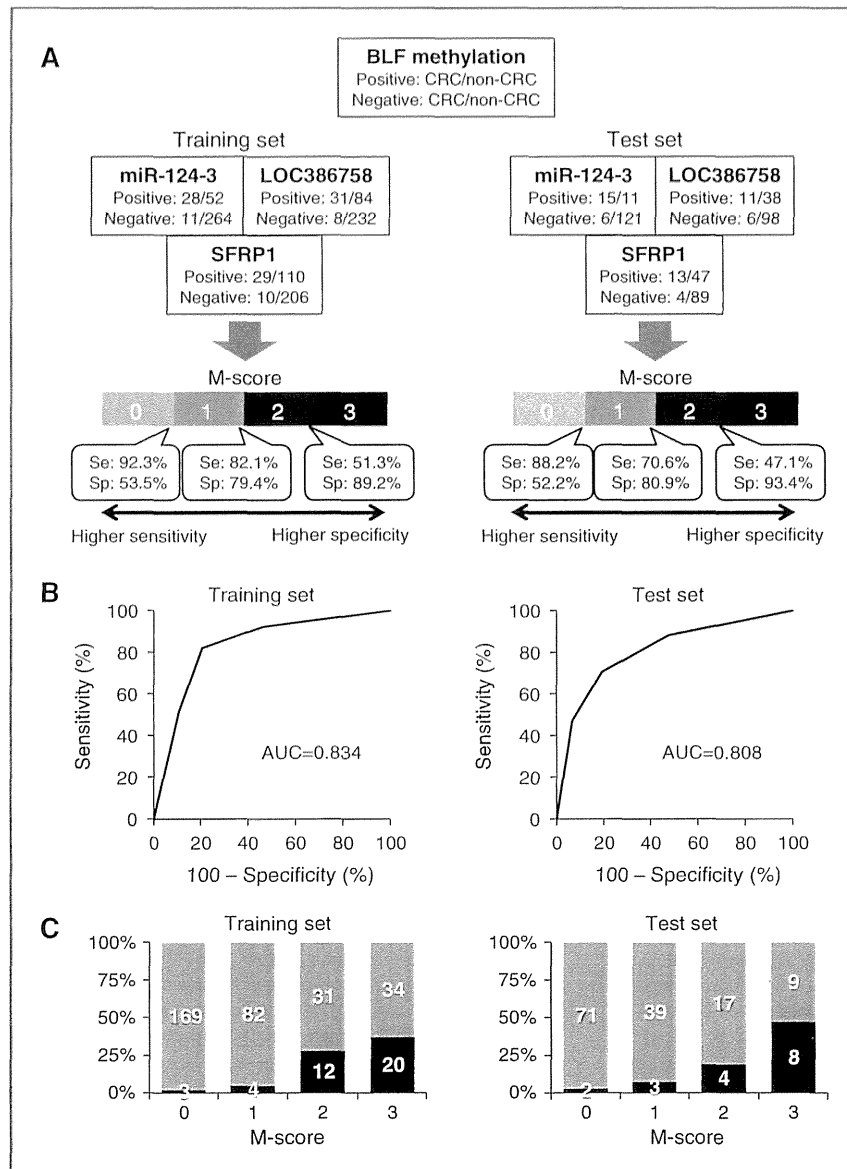 A
BLF methylation
Positive: CRC/non-CRC
Negative: CRC/non-CRC
Training set
miR-124-3
Positive: 28/52
Negative: 11/264
LOC386758
Positive: 31/84
Negative: 8/232
SFRP1
Positive: 29/110
Negative: 10/206
M-score
0 1 2 3
Se: 92.3%
Sp: 53.5%
Se: 82.1%
Sp: 79.4%
Se: 51.3%
Sp: 89.2%
Higher sensitivity
Higher specificity
Test set
miR-124-3
Positive: 15/11
Negative: 6/121
LOC386758
Positive: 11/38
Negative: 6/98
SFRP1
Positive: 13/47
Negative: 4/89
M-score
0 1 2 3
Se: 88.2%
Sp: 52.2%
Se: 70.6%
Sp: 80.9%
Se: 47.1%
Sp: 93.4%
Higher sensitivity
Higher specificity
B
Training set
Sensitivity (%)
100
80
60
40
20
0
AUC=0.834
0 20 40 60 80 100
100 – Specificity (%)
Test set
Sensitivity (%)
100
80
60
40
20
0
AUC=0.808
0 20 40 60 80 100
100 – Specificity (%)
C
Training set
100%
75%
50%
25%
0%
169 82 31 34
3 4 12 20
0 1 2 3
M-score
Test set
100%
75%
50%
25%
0%
71 39 17 9
2 3 4 8
0 1 2 3
M-score